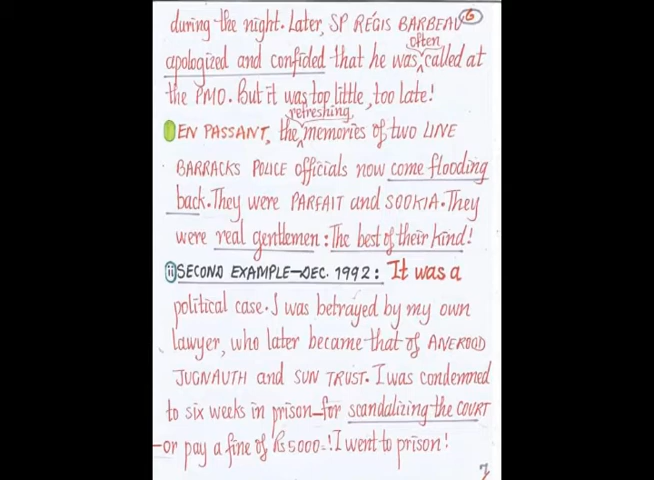 during the night. Later, SP RÉGIS BARBEAU 6
often
apologized and confided that he was called at
the PMO. But it was top little, too late!
refreshing
EN PASSANT, the memories of two LINE
BARRACKS POLICE officials now come flooding
back. They were PARFAIT and SOOKIA. They
were real gentlemen: The best of their kind!
ii SECOND EXAMPLE–DEC. 1992: It was a
political case. I was betrayed by my own
lawyer, who later became that of ANEROOD
JUGNAUTH and SUN TRUST. I was condemned
to six weeks in prison–for scandalizing the COURT
–or pay a fine of Rs5000=! I went to prison!
7